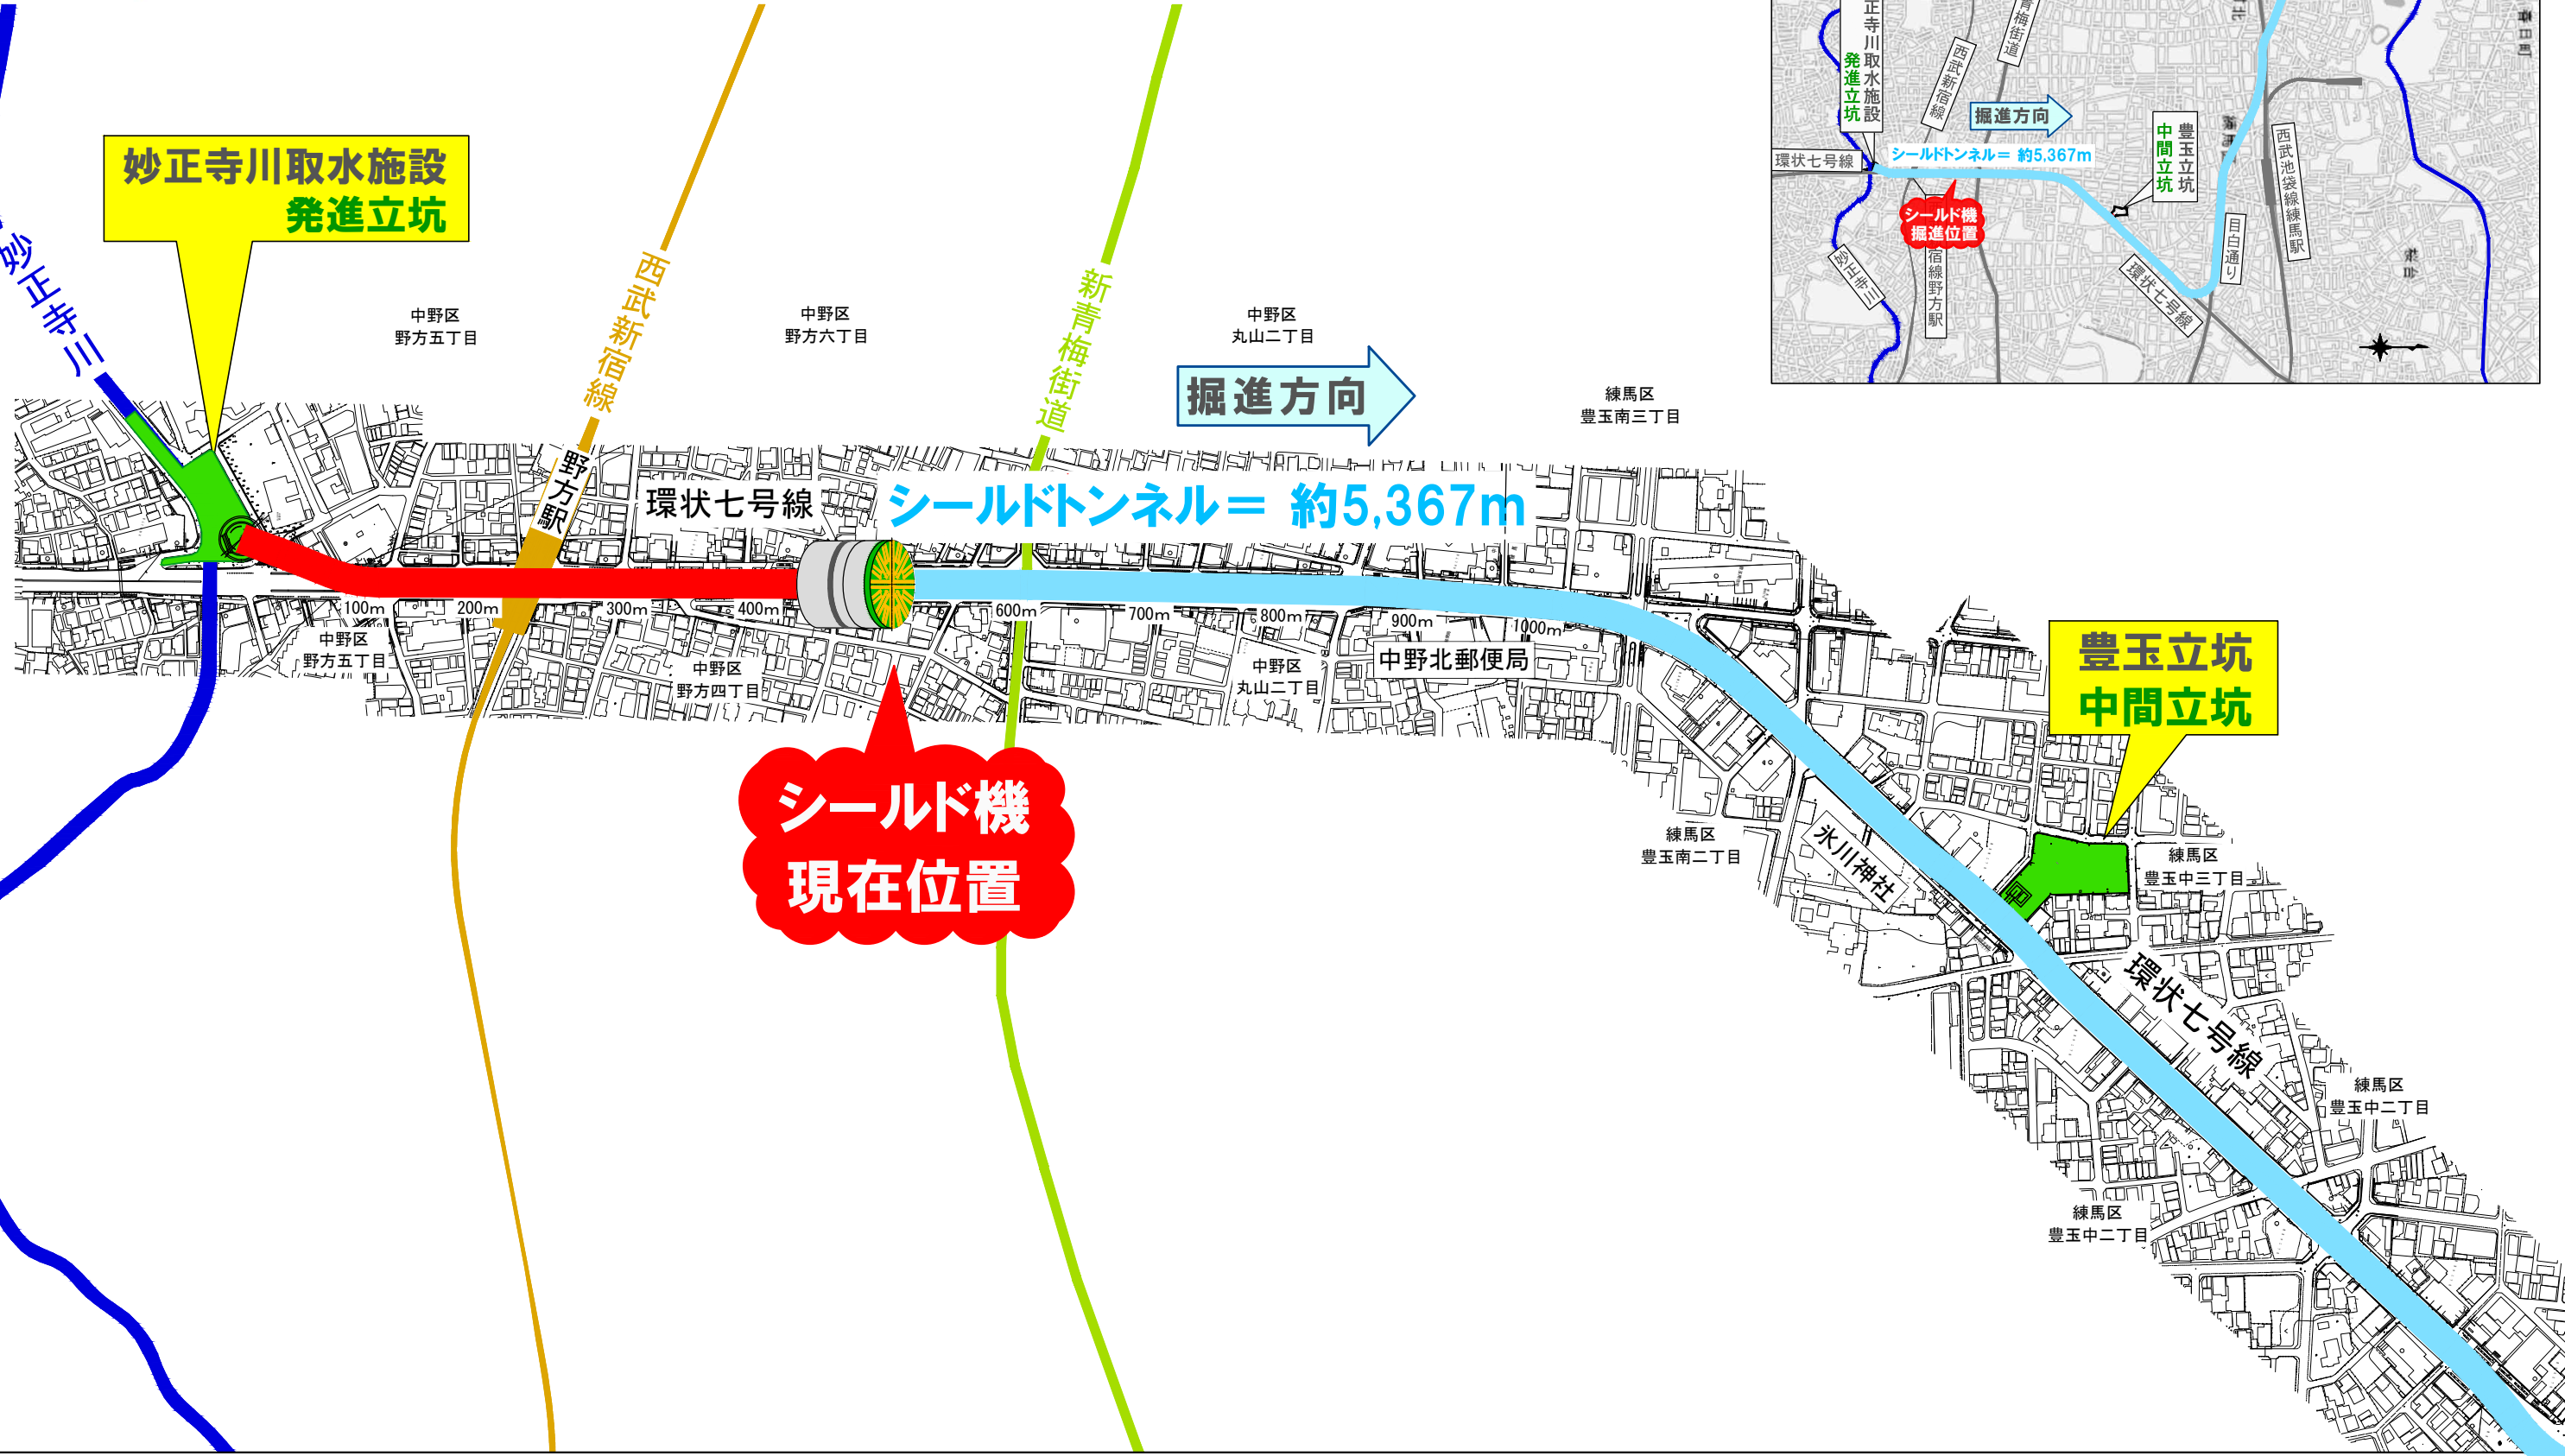 妙正寺川取水施設
発進立坑
妙正寺川
西武新宿線
野方駅
新青梅街道
中野区
野方五丁目
中野区
野方六丁目
中野区
丸山二丁目
掘進方向
練馬区
豊玉南三丁目
環状七号線
シールドトンネル＝ 約5,367m
100m
200m
300m
400m
600m
700m
800m
900m
1000m
中野区
野方五丁目
中野区
野方四丁目
中野区
丸山二丁目
中野北郵便局
シールド機
現在位置
豊玉立坑
中間立坑
練馬区
豊玉南二丁目
氷川神社
練馬区
豊玉中三丁目
環状七号線
練馬区
豊玉中二丁目
練馬区
豊玉中二丁目
正寺川取水施設
発進立坑
西武新宿線
青梅街道
掘進方向
シールドトンネル＝ 約5,367m
環状七号線
シールド機
掘進位置
宿線野方駅
妙正寺川
豊玉立坑
中間立坑
環状七号線
目白通り
西武池袋線練馬駅
春日町